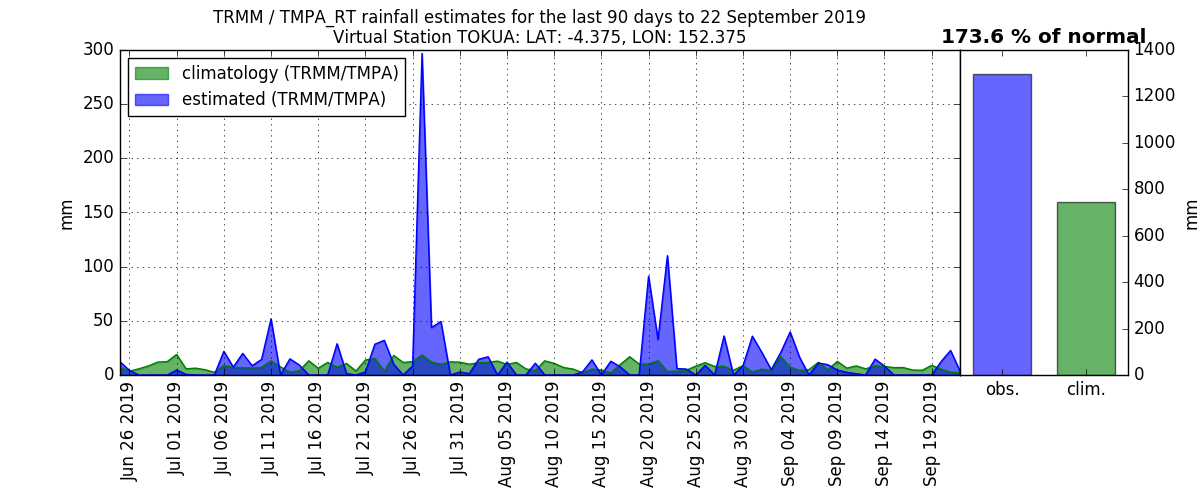 TRMM / TMPA_RT rainfall estimates for the last 90 days to 22 September 2019
Virtual Station TOKUA: LAT: -4.375, LON: 152.375
173.6 % of normal
climatology (TRMM/TMPA)
estimated (TRMM/TMPA)
mm
300
250
200
150
100
50
0
Jun 26 2019
Jul 01 2019
Jul 06 2019
Jul 11 2019
Jul 16 2019
Jul 21 2019
Jul 26 2019
Jul 31 2019
Aug 05 2019
Aug 10 2019
Aug 15 2019
Aug 20 2019
Aug 25 2019
Aug 30 2019
Sep 04 2019
Sep 09 2019
Sep 14 2019
Sep 19 2019
1400
1200
1000
800
600
400
200
0
mm
obs.
clim.